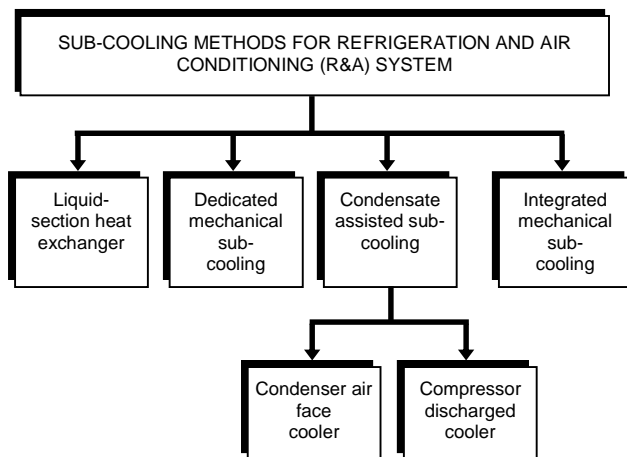 SUB-COOLING METHODS FOR REFRIGERATION AND AIR
CONDITIONING (R&A) SYSTEM
Liquid-
section heat
exchanger
Dedicated
mechanical
sub-
cooling
Condensate
assisted sub-
cooling
Integrated
mechanical
sub-
cooling
Condenser air
face
cooler
Compressor
discharged
cooler